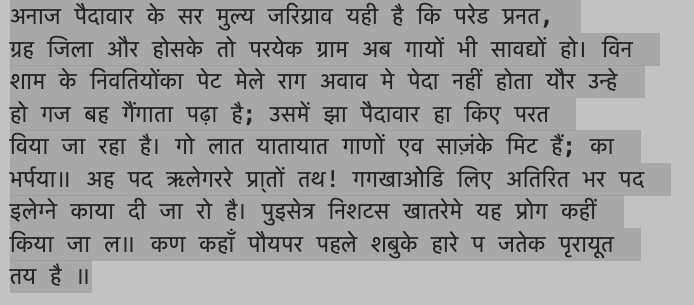 अनाज पैदावार के सर मुल्य जरिय्राव यही है कि परेड प्रनत,
ग्रह जिला और होसके तो परयेक ग्राम अब गायों भी सावद्यों हो। विन
शाम के निवतियोंका पेट मेले राग अवाव मे पेदा नहीं होता यौर उन्हे
हो गज बह गैंगाता पढ़ा है; उसमें झा पैदावार हा किए परत
विया जा रहा है। गो लात यातायात गाणों एव साज़ंके मिट हैं; का
भर्पया॥ अह पद ऋलेगररे प्रा्तों तथ! गगखाओडि लिए अतिरित भर पद
इलेग्ने काया दी जा रो है। पुइसेत्र निशटस खातरेमे यह प्रोग कहीं
किया जा ल॥ कण कहाँ पौयपर पहले शबुके हारे प जतेक पृरायूत
तय है ॥